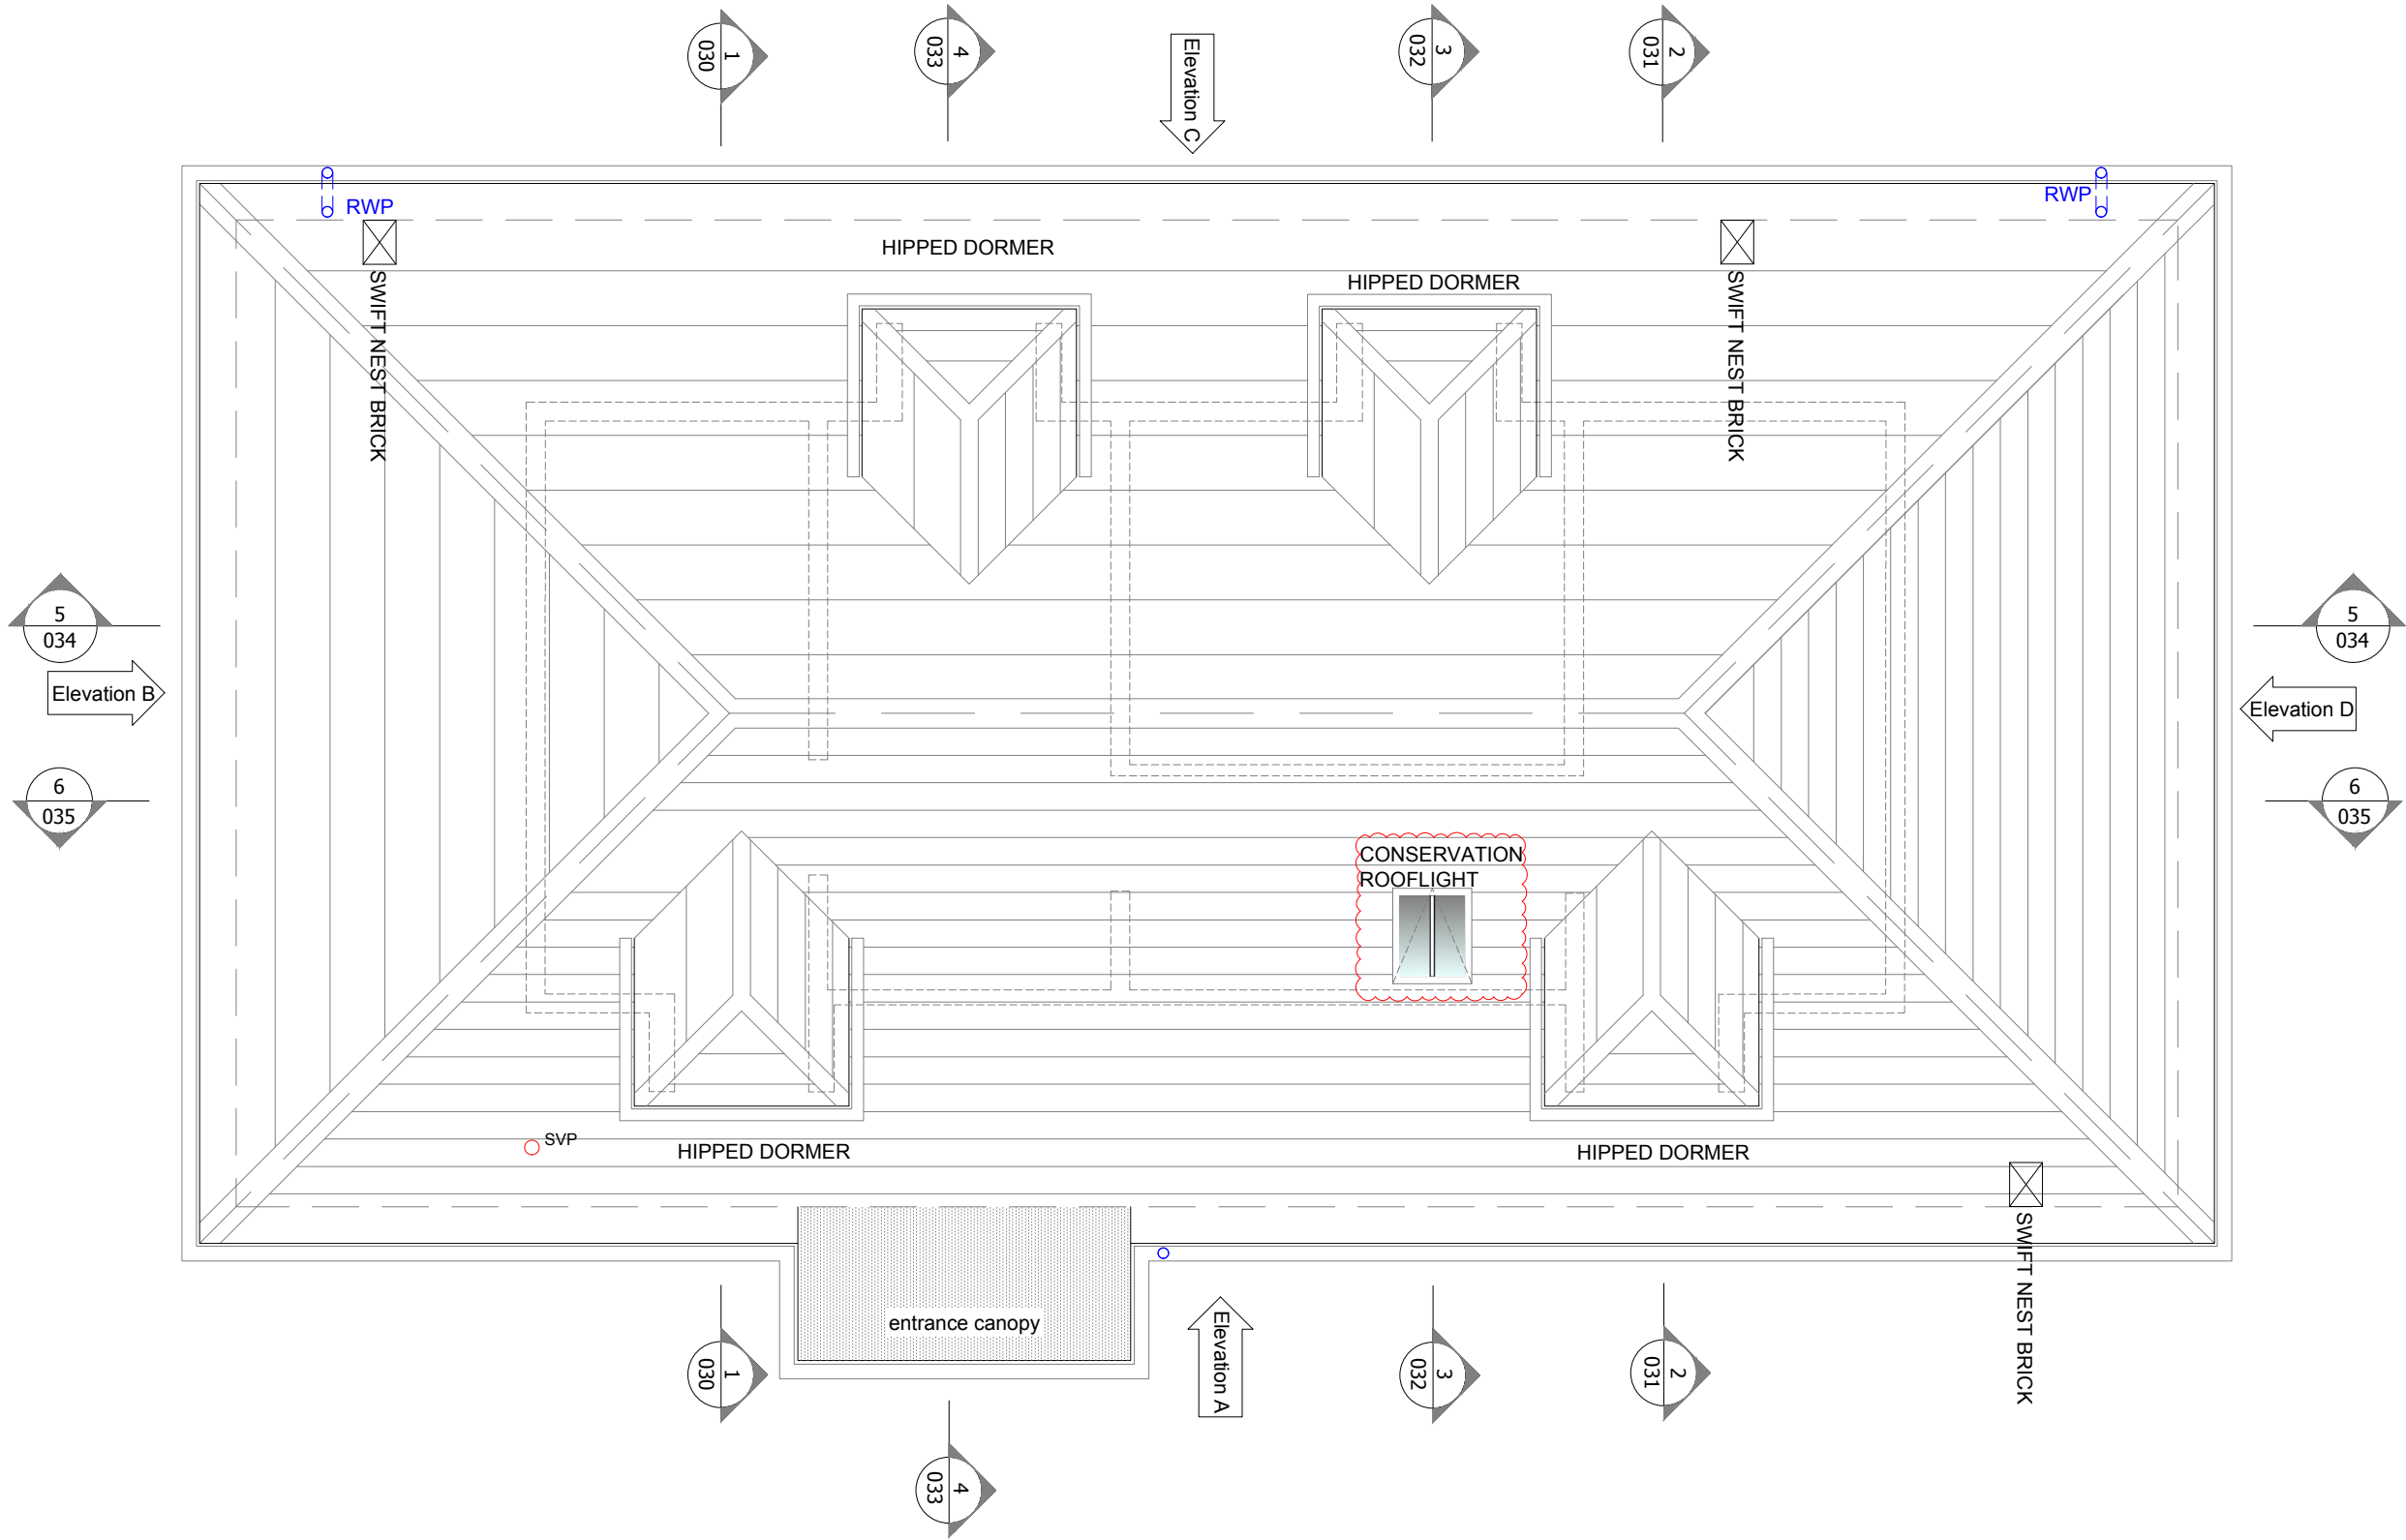 1
030
4
033
Elevation C
3
032
2
031
RWP
RWP
HIPPED DORMER
HIPPED DORMER
SWIFT NEST BRICK
SWIFT NEST BRICK
5
034
5
034
Elevation B
Elevation D
6
035
6
035
CONSERVATION
ROOFLIGHT
SVP
HIPPED DORMER
HIPPED DORMER
SWIFT NEST BRICK
entrance canopy
Elevation A
1
030
3
032
2
031
4
033